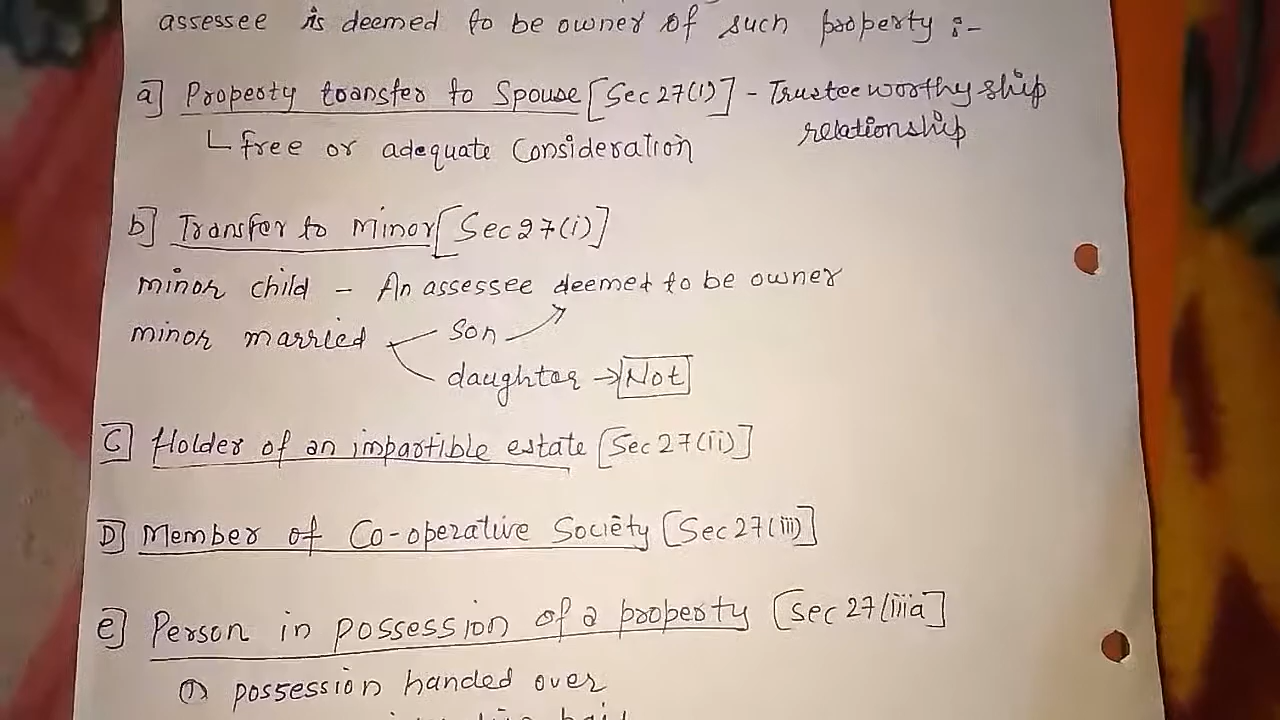 assessee is deemed to be owner of such property :-
a] Property transfer to Spouse [Sec 27(i)] - Trustee worthy ship
relationship
free or adequate Consideration
b] Transfer to Minor [Sec 27(i)]
minor child - An assessee deemed to be owner
minor married son
daughter → Not
C] Holder of an impartible estate [Sec 27(ii)]
D] Member of Co-operative Society [Sec 27(iii)]
e] Person in possession of a property [Sec 27(iiia]
① possession handed over